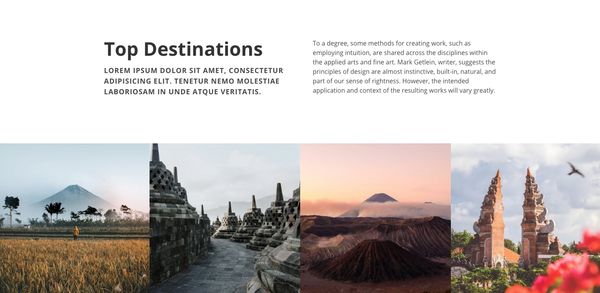 Top Destinations
LOREM IPSUM DOLOR SIT AMET, CONSECTETUR
ADIPISICING ELIT. TENETUR NEMO MOLESTIAE
LABORIOSAM IN UNDE ATQUE VERITATIS.
To a degree, some methods for creating work, such as
employing intuition, are shared across the disciplines within
the applied arts and fine art. Mark Getlein, writer, suggests the
principles of design are almost instinctive, built-in, natural, and
part of our sense of rightness. However, the intended
application and context of the resulting works will vary greatly.